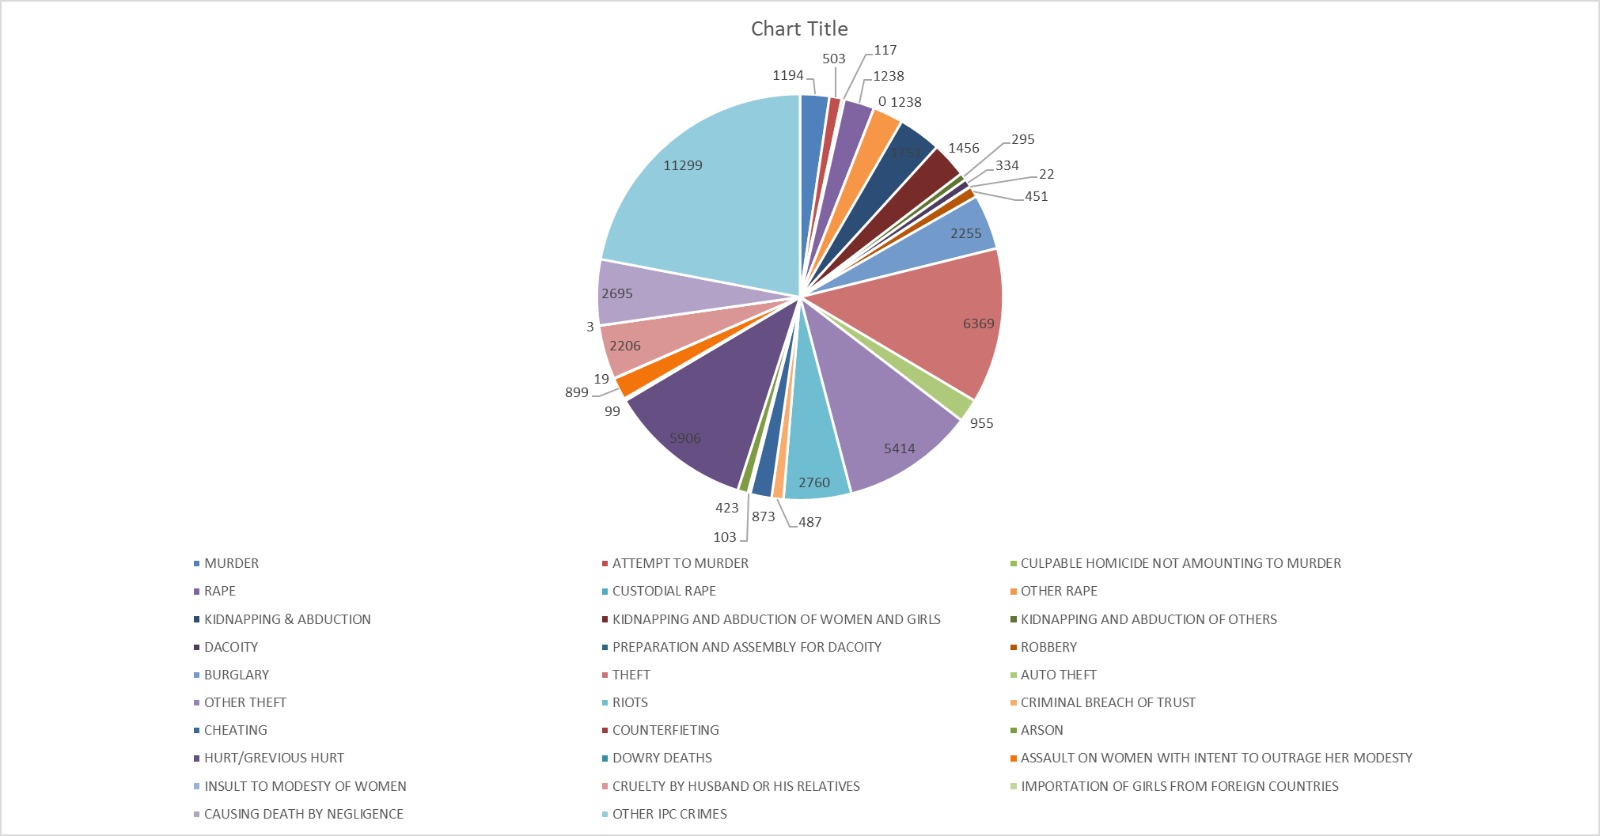 Chart Title
1194
503
117
1238
0 1238
1456
295
334
22
451
2255
6369
955
5414
2760
487
873
103
423
5906
99
899
19
2206
3
2695
11299
MURDER
ATTEMPT TO MURDER
CULPABLE HOMICIDE NOT AMOUNTING TO MURDER
RAPE
CUSTODIAL RAPE
OTHER RAPE
KIDNAPPING & ABDUCTION
KIDNAPPING AND ABDUCTION OF WOMEN AND GIRLS
KIDNAPPING AND ABDUCTION OF OTHERS
DACOITY
PREPARATION AND ASSEMBLY FOR DACOITY
ROBBERY
BURGLARY
THEFT
AUTO THEFT
OTHER THEFT
RIOTS
CRIMINAL BREACH OF TRUST
CHEATING
COUNTERFIETING
ARSON
HURT/GREVIOUS HURT
DOWRY DEATHS
ASSAULT ON WOMEN WITH INTENT TO OUTRAGE HER MODESTY
INSULT TO MODESTY OF WOMEN
CRUELTY BY HUSBAND OR HIS RELATIVES
IMPORTATION OF GIRLS FROM FOREIGN COUNTRIES
CAUSING DEATH BY NEGLIGENCE
OTHER IPC CRIMES